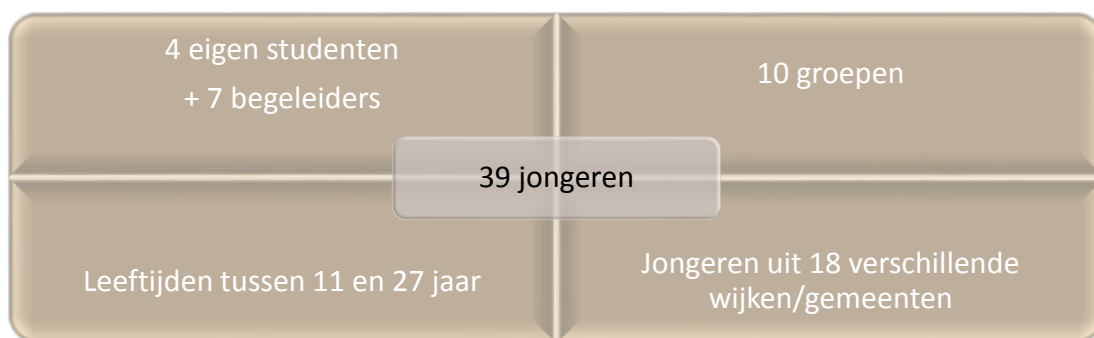 4 eigen studenten
+ 7 begeleiders
10 groepen
39 jongeren
Leeftijden tussen 11 en 27 jaar
Jongeren uit 18 verschillende
wijken/gemeenten